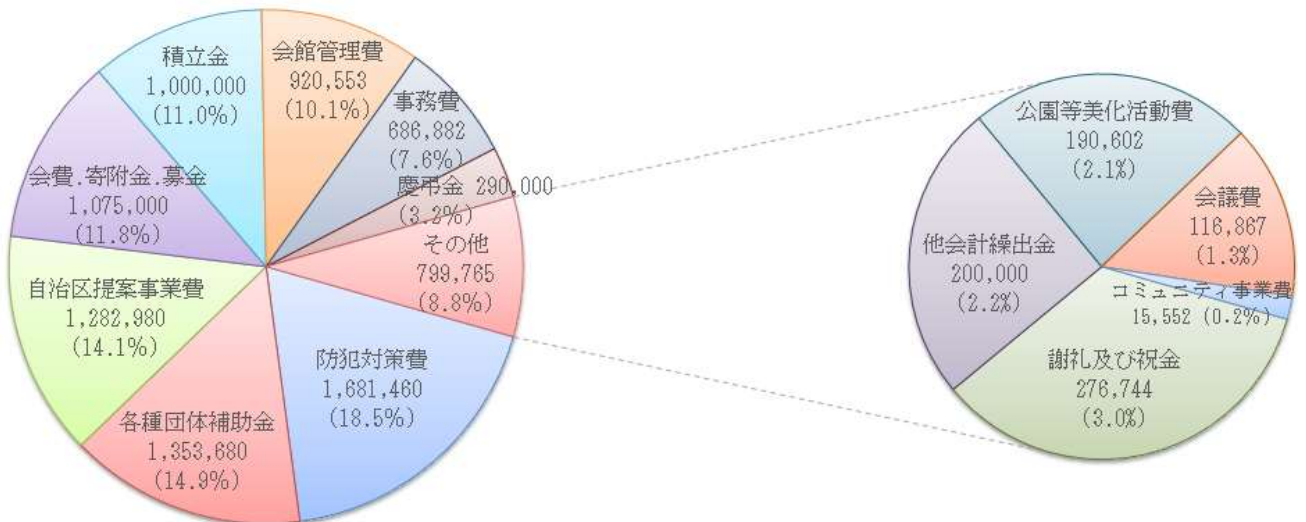 積立金
1,000,000
(11.0%)
会館管理費
920,553
(10.1%)
事務費
686,882
(7.6%)
慶弔金 290,000
(3.2%)
その他
799,765
(8.8%)
防犯対策費
1,681,460
(18.5%)
各種団体補助金
1,353,680
(14.9%)
自治区提案事業費
1,282,980
(14.1%)
会費.寄附金.募金
1,075,000
(11.8%)
公園等美化活動費
190,602
(2.1%)
会議費
116,867
(1.3%)
コミュニティ事業費
15,552 (0.2%)
謝礼及び祝金
276,744
(3.0%)
他会計繰出金
200,000
(2.2%)